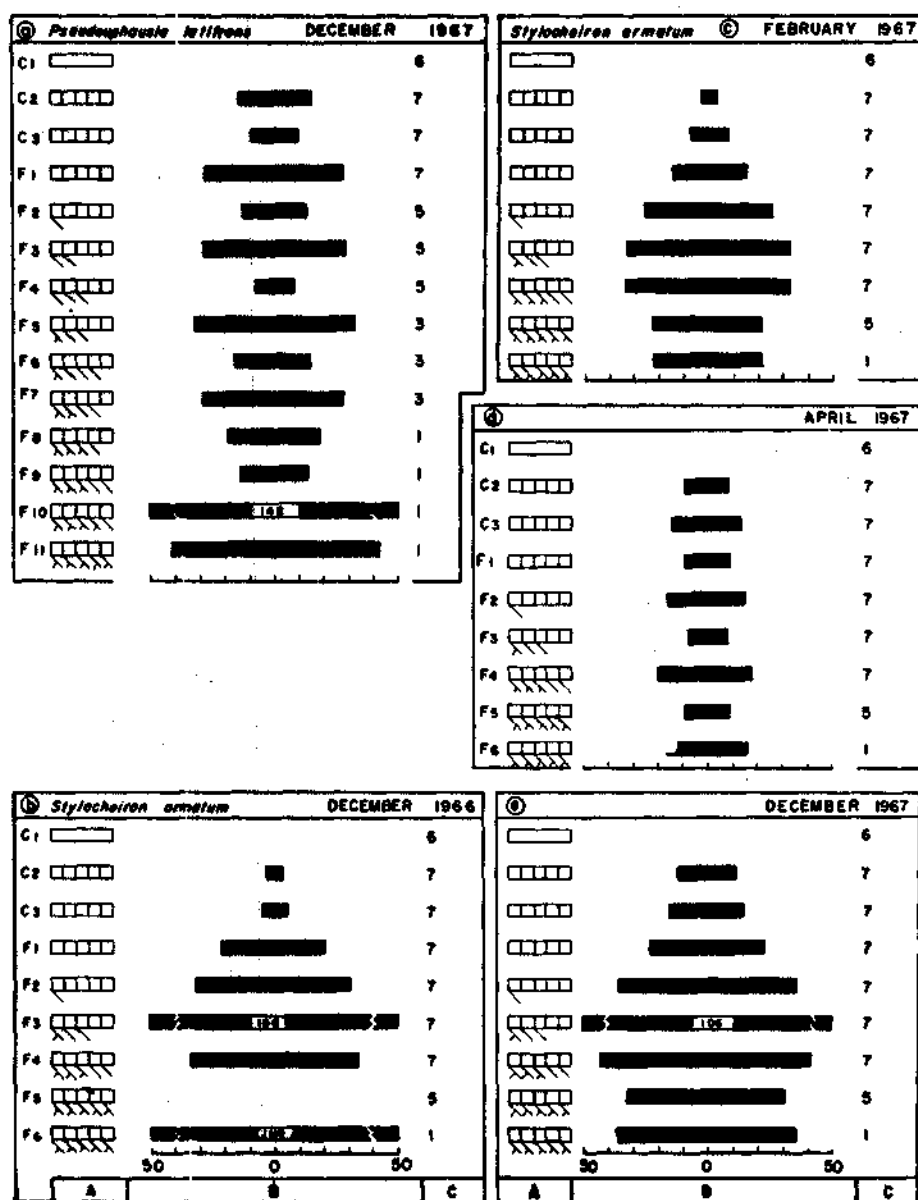 a Pseudeuphausia latifrons DECEMBER 1967
C1 6
C2 7
C3 7
F1 7
F2 5
F3 5
F4 5
F5 3
F6 3
F7 3
F8 1
F9 1
F10 1
F11 1
Stylocheiron armatum c FEBRUARY 1967
6
7
7
7
7
7
7
5
1
d APRIL 1967
C1 6
C2 7
C3 7
F1 7
F2 7
F3 7
F4 7
F5 5
F6 1
b Stylocheiron armatum DECEMBER 1966
C1 6
C2 7
C3 7
F1 7
F2 7
F3 7
F4 7
F5 5
F6 1
50 0 50
A B C
e DECEMBER 1967
6
7
7
7
7
106 7
7
5
1
50 0 50
A B C